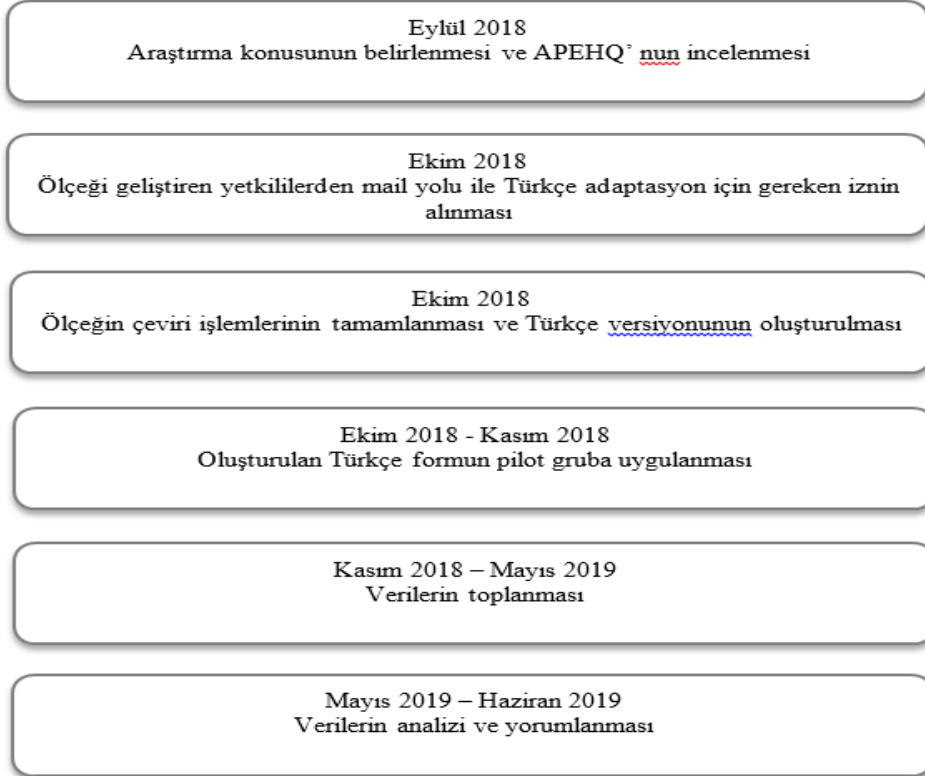 Eylül 2018
Araştırma konusunun belirlenmesi ve APEHQ’ nun incelenmesi
Ekim 2018
Ölçeği geliştiren yetkililerden mail yolu ile Türkçe adaptasyon için gereken iznin
alınması
Ekim 2018
Ölçeğin çeviri işlemlerinin tamamlanması ve Türkçe versiyonunun oluşturulması
Ekim 2018 - Kasım 2018
Oluşturulan Türkçe formun pilot gruba uygulanması
Kasım 2018 – Mayıs 2019
Verilerin toplanması
Mayıs 2019 – Haziran 2019
Verilerin analizi ve yorumlanması